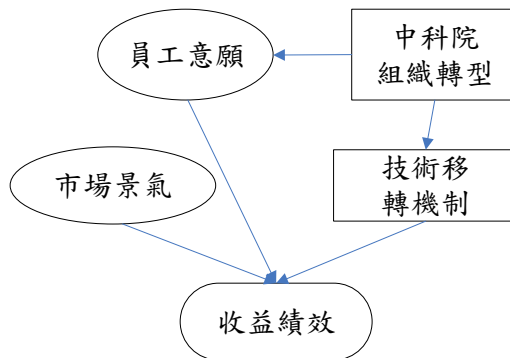 員工意願
中科院
組織轉型
市場景氣
技術移
轉機制
收益績效